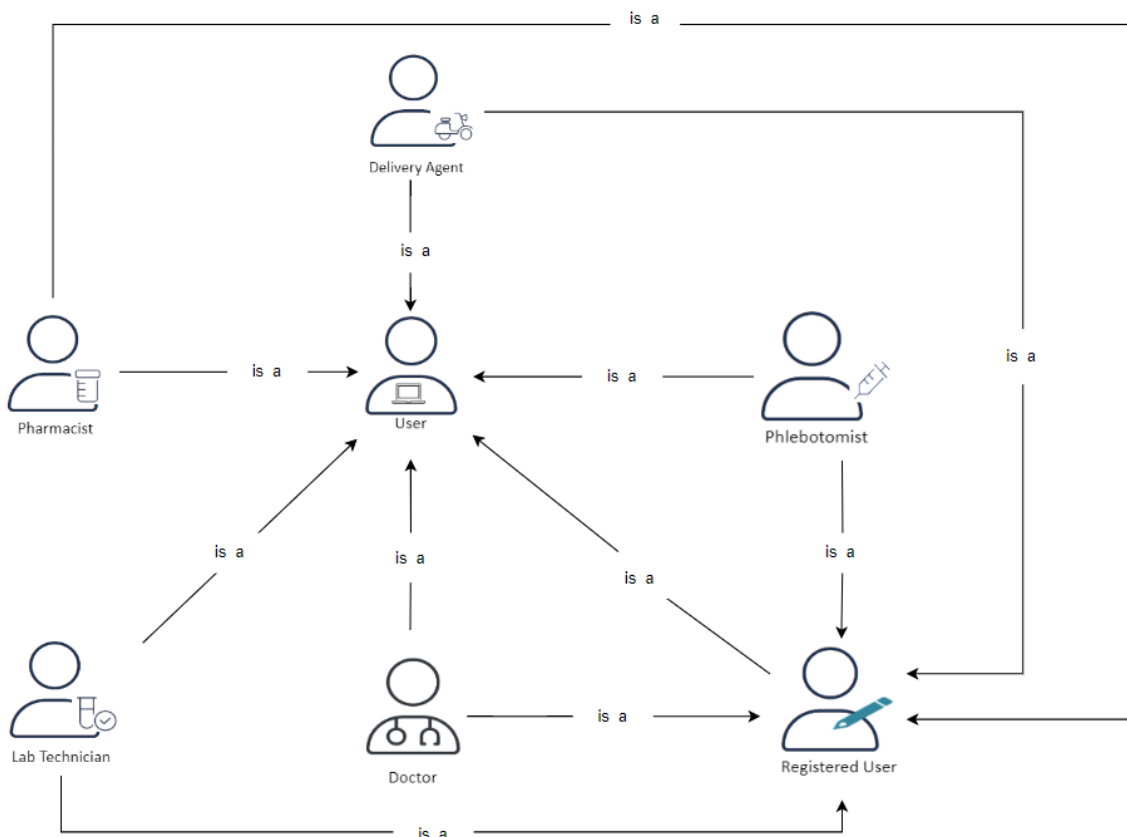 is a
Delivery Agent
is a
is a
is a
is a
Pharmacist
User
Phlebotomist
is a
is a
is a
is a
is a
Lab Technician
Doctor
Registered User
is a